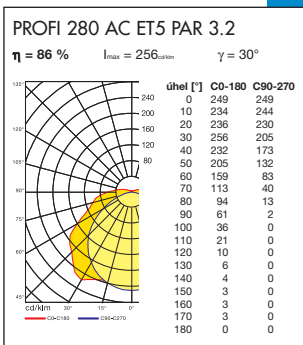 PROFI 280 AC ET5 PAR 3.2
η = 86 % Imax = 256cd/klm γ = 30°
úhel [°] C0-180 C90-270
0 249 249
10 234 244
20 236 230
30 256 205
40 232 173
50 205 132
60 159 83
70 113 40
80 94 13
90 61 2
100 36 0
110 21 0
120 10 0
130 6 0
140 4 0
150 3 0
160 3 0
170 3 0
180 0 0
135°
120°
105°
90°
75°
60°
45°
240
200
160
120
80
cd/klm 30° 15° 0°
C0-C180 C90-C270